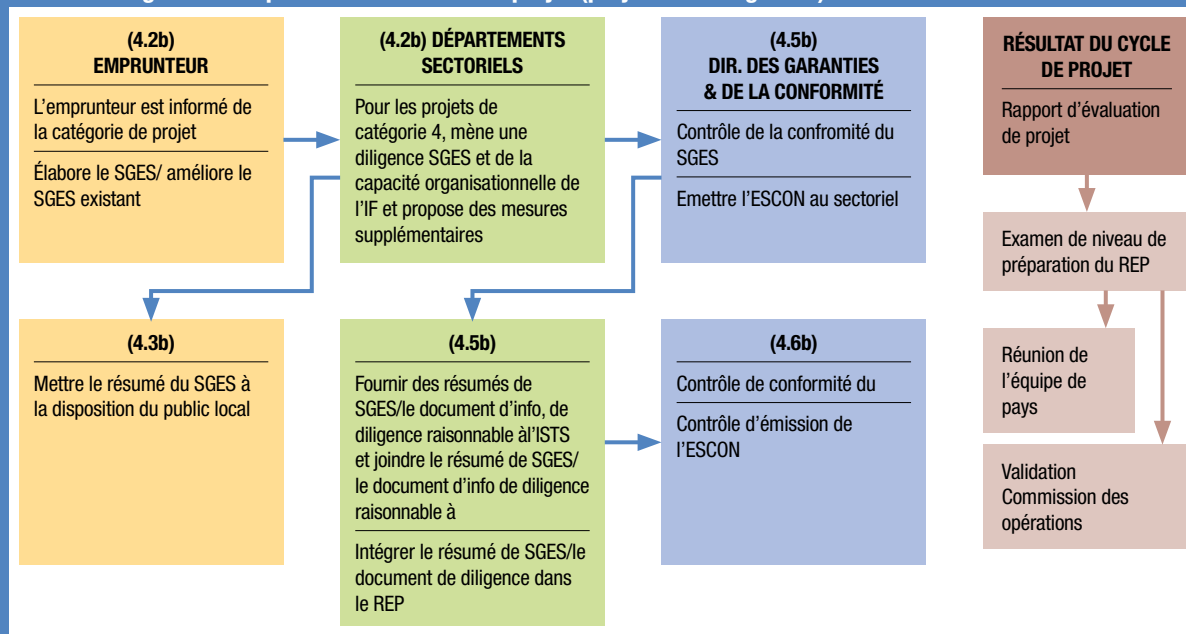 (4.2b)
EMPRUNTEUR
L’emprunteur est informé de
la catégorie de projet
Élabore le SGES/ améliore le
SGES existant
(4.2b) DÉPARTEMENTS
SECTORIELS
Pour les projets de
catégorie 4, mène une
diligence SGES et de la
capacité organisationnelle de
l’IF et propose des mesures
supplémentaires
(4.5b)
DIR. DES GARANTIES
& DE LA CONFORMITÉ
Contrôle de la confromité du
SGES
Emettre l’ESCON au sectoriel
RÉSULTAT DU CYCLE
DE PROJET
Rapport d’évaluation
de projet
Examen de niveau de
préparation du REP
(4.3b)
Mettre le résumé du SGES à
la disposition du public local
(4.5b)
Fournir des résumés de
SGES/le document d’info, de
diligence raisonnable àl’ISTS
et joindre le résumé de SGES/
le document d’info de diligence
raisonnable à
Intégrer le résumé de SGES/le
document de diligence dans
le REP
(4.6b)
Contrôle de conformité du
Contrôle d’émission de
l’ESCON
Réunion de
l’équipe de
pays
Validation
Commission des
opérations